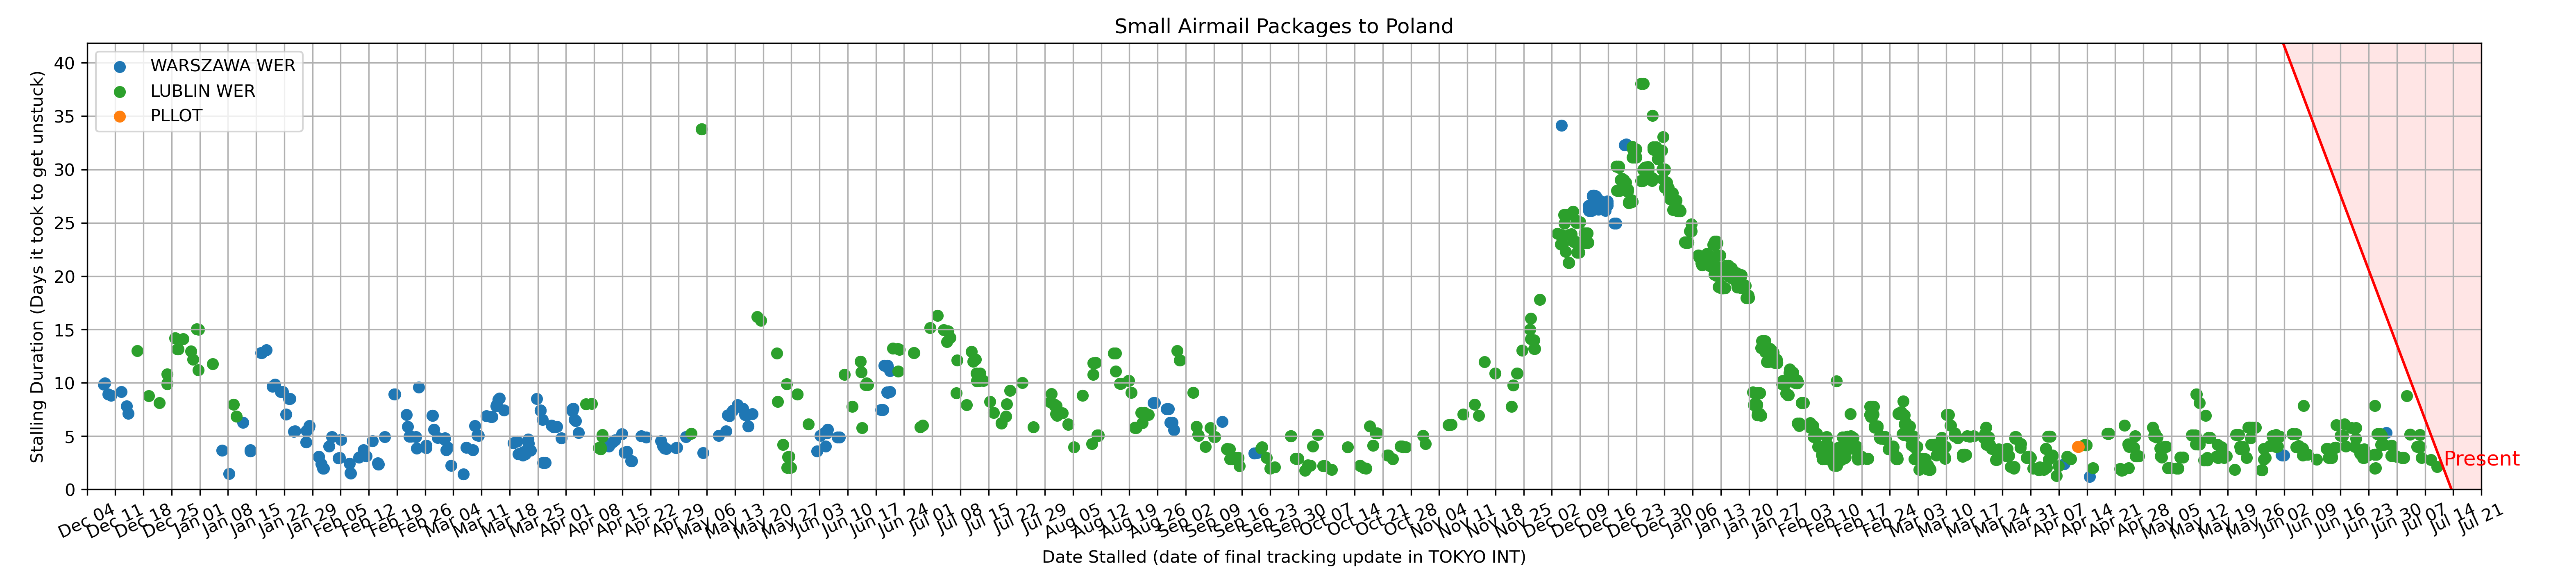 Small Airmail Packages to Poland
Stalling Duration (Days it took to get unstuck)
40
35
30
25
20
15
10
5
0
WARSZAWA WER
LUBLIN WER
PLLOT
Present
Dec 04
Dec 11
Dec 18
Dec 25
Jan 01
Jan 08
Jan 15
Jan 22
Jan 29
Feb 05
Feb 12
Feb 19
Feb 26
Mar 04
Mar 11
Mar 18
Mar 25
Apr 01
Apr 08
Apr 15
Apr 22
Apr 29
May 06
May 13
May 20
May 27
Jun 03
Jun 10
Jun 17
Jun 24
Jul 01
Jul 08
Jul 15
Jul 22
Jul 29
Aug 05
Aug 12
Aug 19
Aug 26
Sep 02
Sep 09
Sep 16
Sep 23
Sep 30
Oct 07
Oct 14
Oct 21
Oct 28
Nov 04
Nov 11
Nov 18
Nov 25
Dec 02
Dec 09
Dec 16
Dec 23
Dec 30
Jan 06
Jan 13
Jan 20
Jan 27
Feb 03
Feb 10
Feb 17
Feb 24
Mar 03
Mar 10
Mar 17
Mar 24
Mar 31
Apr 07
Apr 14
Apr 21
Apr 28
May 05
May 12
May 19
May 26
Jun 02
Jun 09
Jun 16
Jun 23
Jun 30
Jul 07
Jul 14
Jul 21
Date Stalled (date of final tracking update in TOKYO INT)